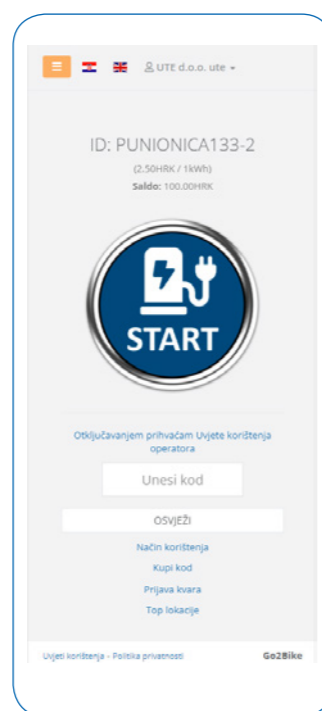 UTE d.o.o. ute
ID: PUNIONICA133-2
(2.50HRK / 1kWh)
Saldo: 100.00HRK
START
Otključavanjem prihvaćam Uvjete korištenja
operatora
Unesi kod
OSVJEŽI
Način korištenja
Kupi kod
Prijava kvara
Top lokacije
Uvjeti korištenja - Politika privatnosti Go2Bike